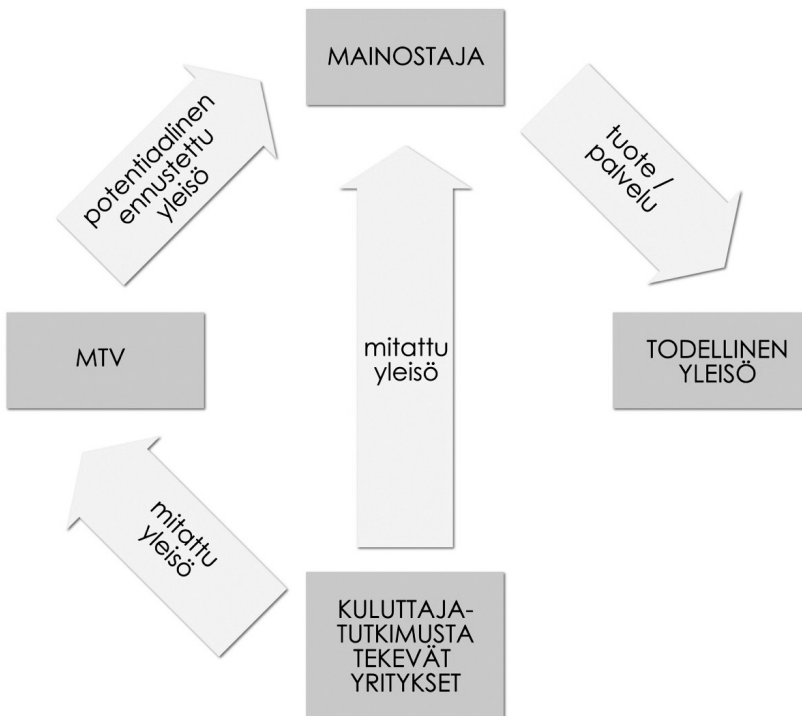 MAINOSTAJA
potentiaalinen
ennustettu
yleisö
tuote /
palvelu
MTV
mitattu
yleisö
TODELLINEN
YLEISÖ
mitattu
yleisö
KULUTTAJA-
TUTKIMUSTA
TEKEVÄT
YRITYKSET